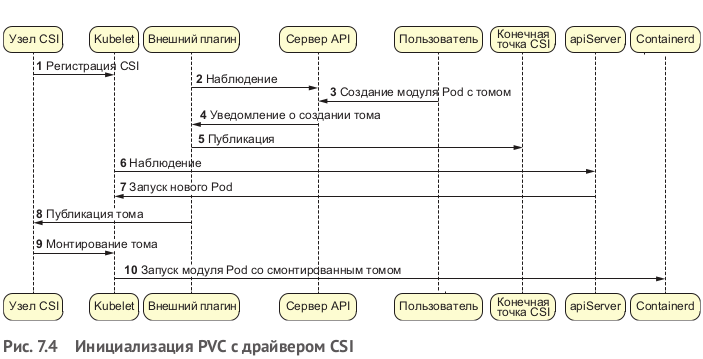 Узел CSI
Kubelet
Внешний плагин
Сервер API
Пользователь
Конечная
точка CSI
apiServer
Containerd
1 Регистрация CSI
2 Наблюдение
3 Создание модуля Pod с томом
4 Уведомление о создании тома
5 Публикация
6 Наблюдение
7 Запуск нового Pod
8 Публикация тома
9 Монтирование тома
10 Запуск модуля Pod со смонтированным томом
Узел CSI
Kubelet
Внешний плагин
Сервер API
Пользователь
Конечная
точка CSI
apiServer
Containerd
Рис. 7.4 Инициализация PVC с драйвером CSI